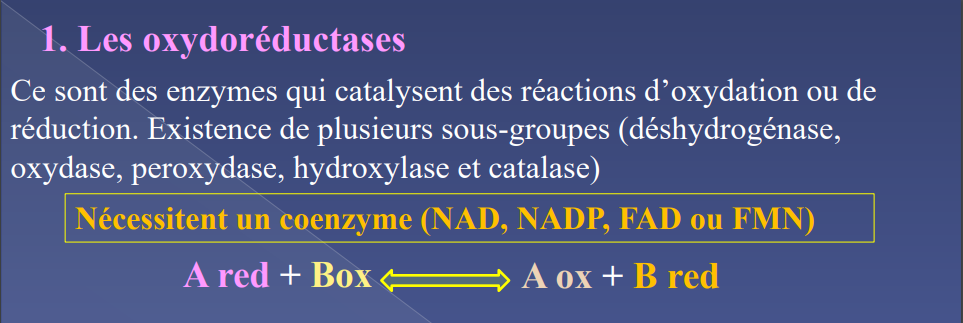 1. Les oxydoréductases
Ce sont des enzymes qui catalysent des réactions d’oxydation ou de
réduction. Existence de plusieurs sous-groupes (déshydrogénase,
oxydase, peroxydase, hydroxylase et catalase)
Nécessitent un coenzyme (NAD, NADP, FAD ou FMN)
A red + Box ⟺ A ox + B red